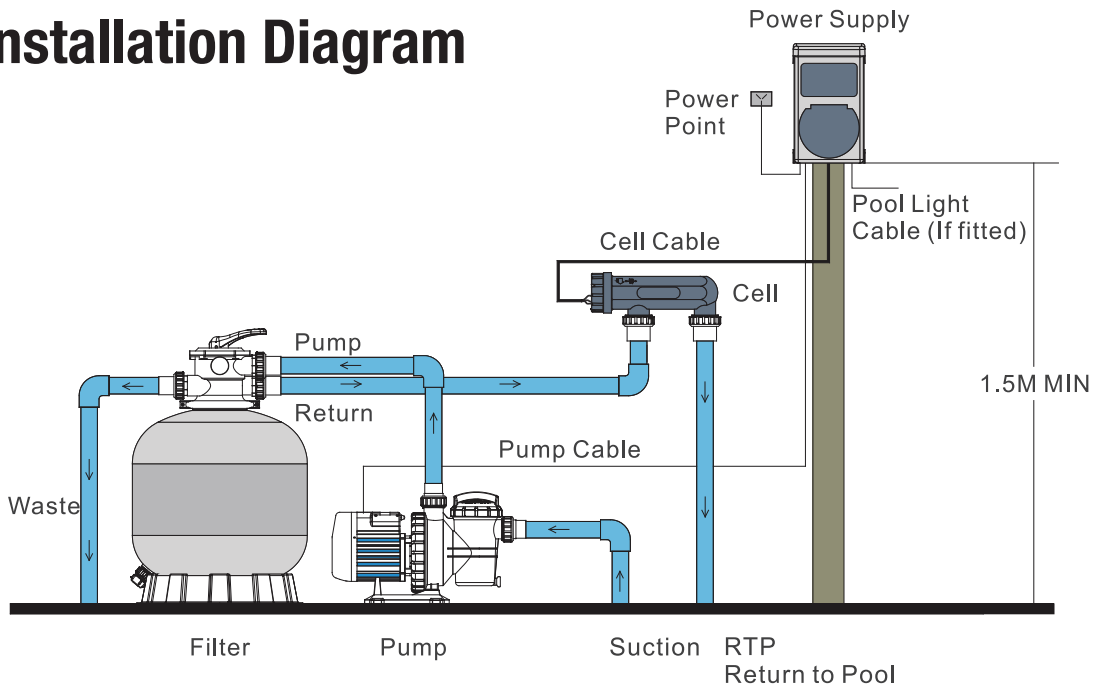 nstallation Diagram
Power Supply
Power
Point
Pool Light
Cable (If fitted)
Cell Cable
Cell
Pump
Return
1.5M MIN
Pump Cable
Waste
Filter
Pump
Suction
RTP
Return to Pool